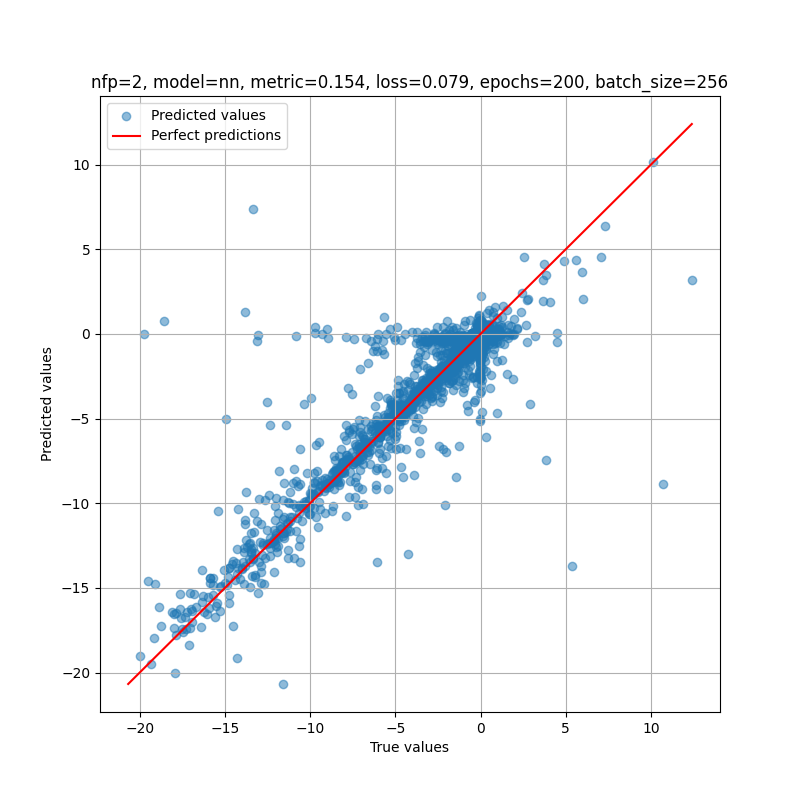 nfp=2, model=nn, metric=0.154, loss=0.079, epochs=200, batch_size=256
Predicted values
Perfect predictions
10
5
0
−5
−10
−15
−20
Predicted values
−20 −15 −10 −5 0 5 10
True values